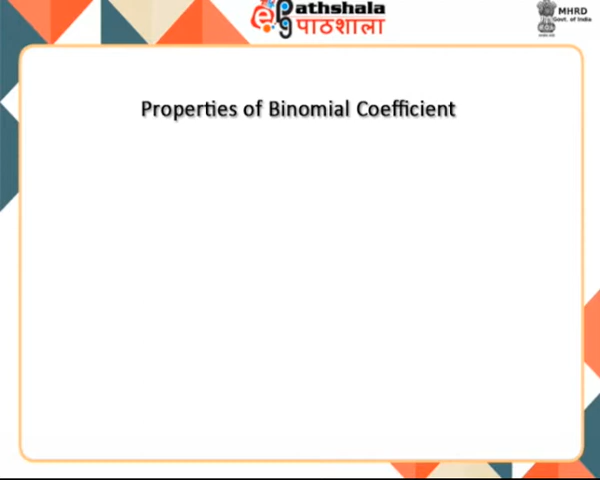 ePathshala
पाठशाला
MHRD
Govt. of India
Properties of Binomial Coefficient